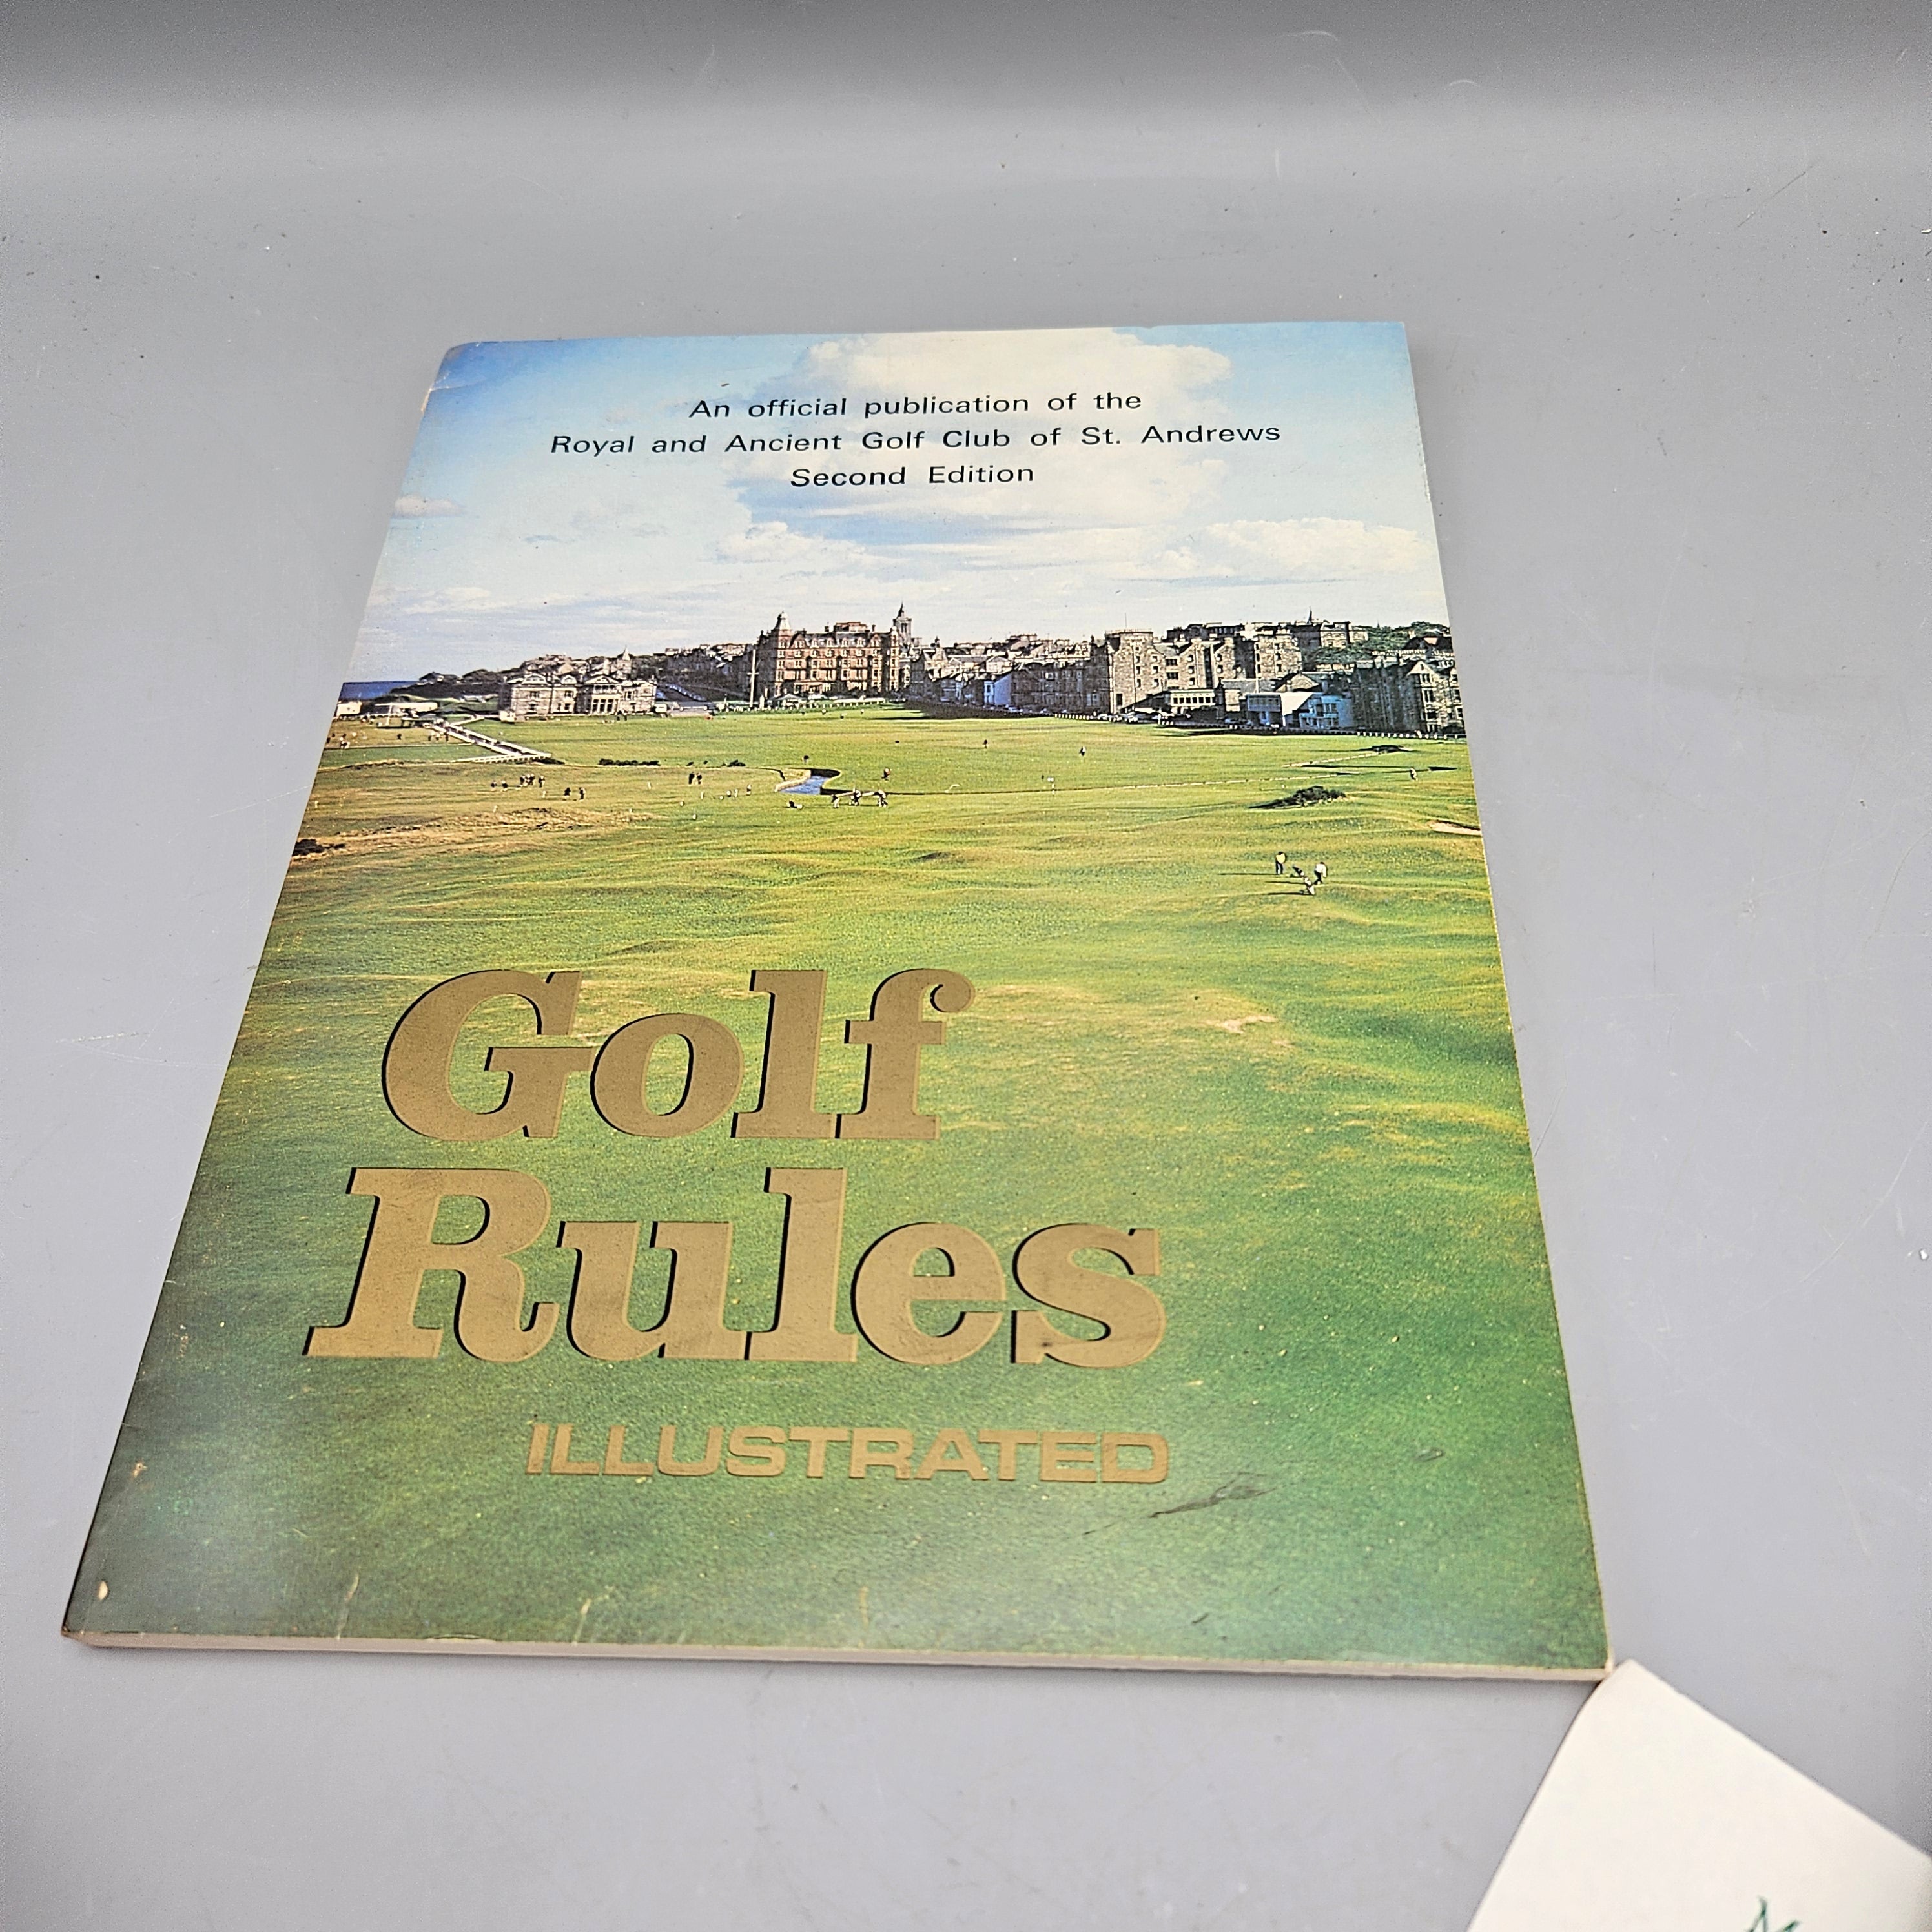 An official publication of the
Royal and Ancient Golf Club of St. Andrews
Second Edition
Golf
Rules
ILLUSTRATED